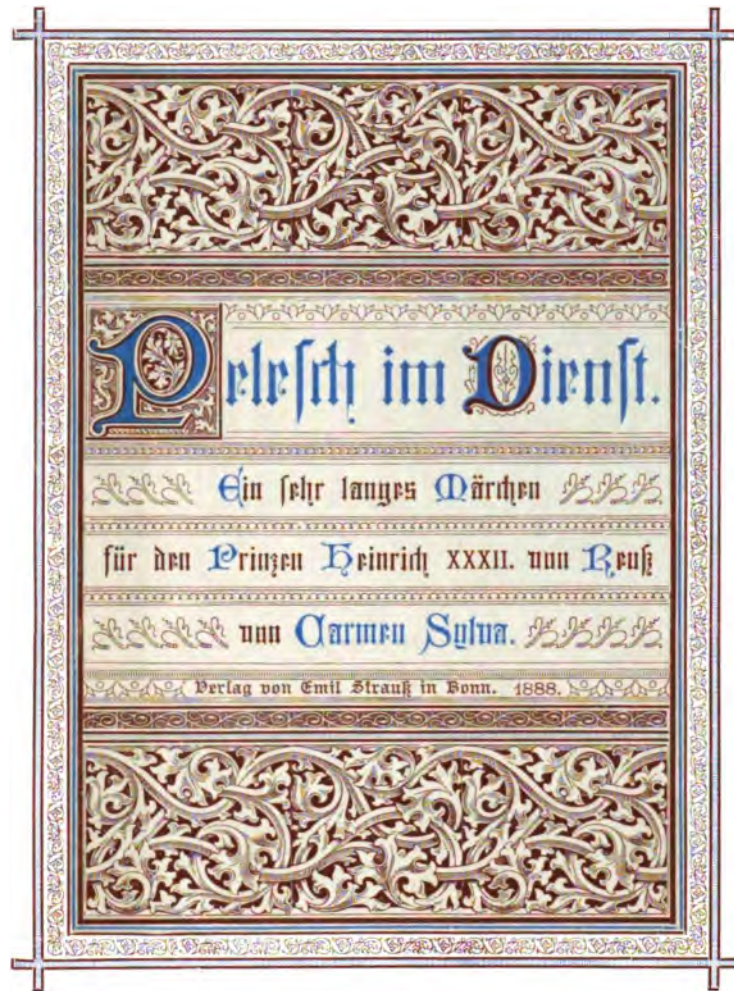 Pelesch im Dienst.
Ein sehr langes Märchen
für den Prinzen Heinrich XXXII. von Reuß
von Carmen Sylva.
Verlag von Emil Strauß in Bonn. 1888.